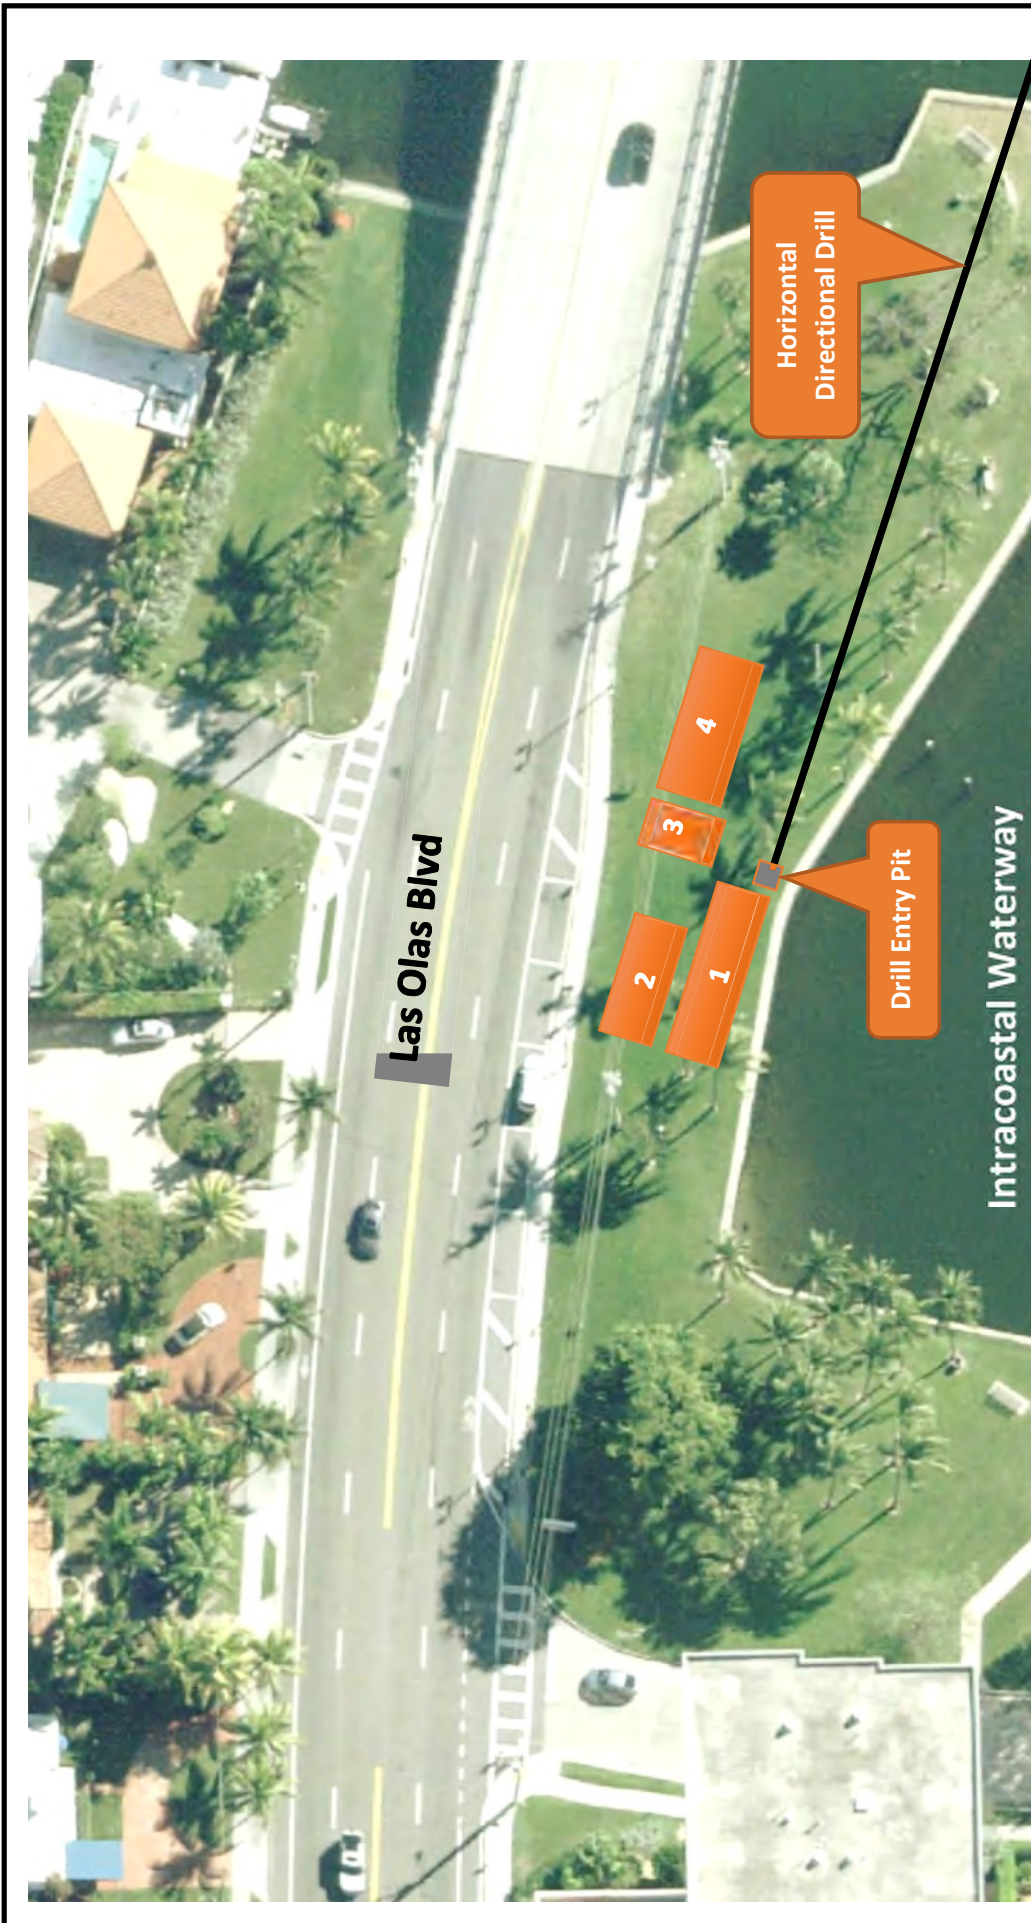 Horizontal
Directional Drill
4
3
Las Olas Blvd
2
1
Drill Entry Pit
Intracoastal Waterway